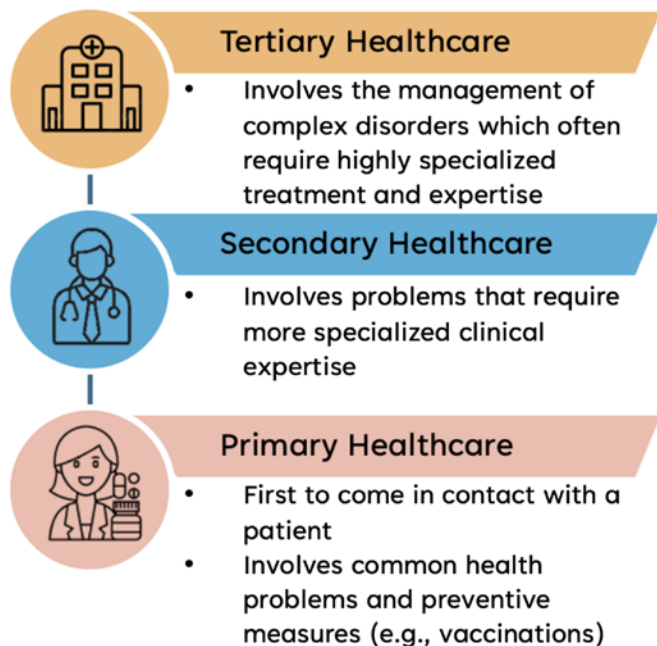 Tertiary Healthcare
• Involves the management of
complex disorders which often
require highly specialized
treatment and expertise
Secondary Healthcare
• Involves problems that require
more specialized clinical
expertise
Primary Healthcare
• First to come in contact with a
patient
• Involves common health
problems and preventive
measures (e.g., vaccinations)